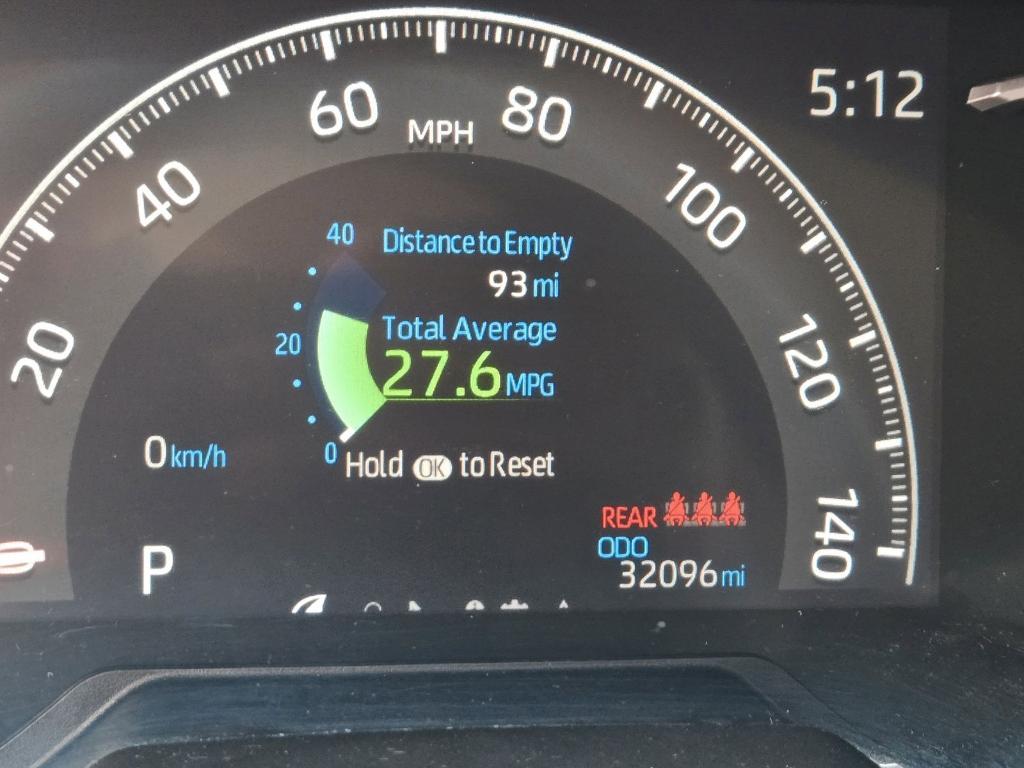 5:12
60
80
MPH
40
100
20
120
140
40
Distance to Empty
93 mi
Total Average
20
27.6 MPG
0
0 km/h
Hold OK to Reset
REAR
ODO
P
32096 mi